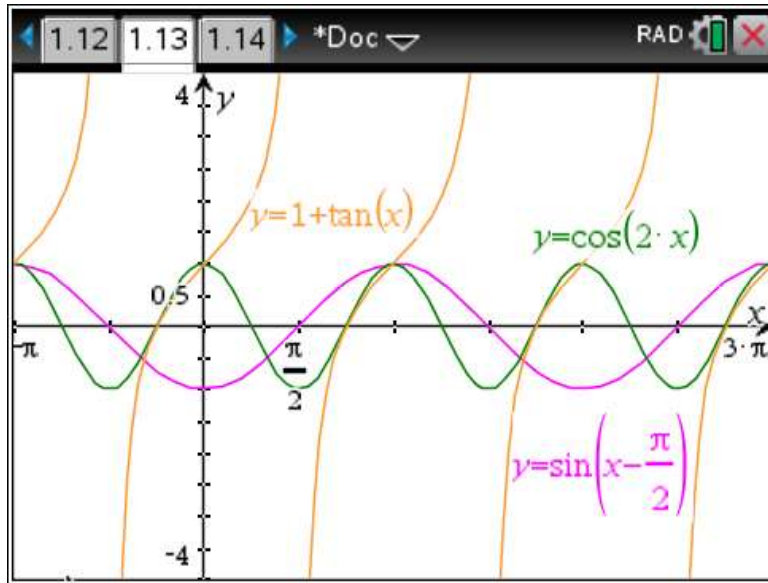 1.12 1.13 1.14 *Doc RAD
4 y
y=1+tan(x)
y=cos(2· x)
0.5
x
-π π/2 3·π
y=sin(x-π/2)
-4